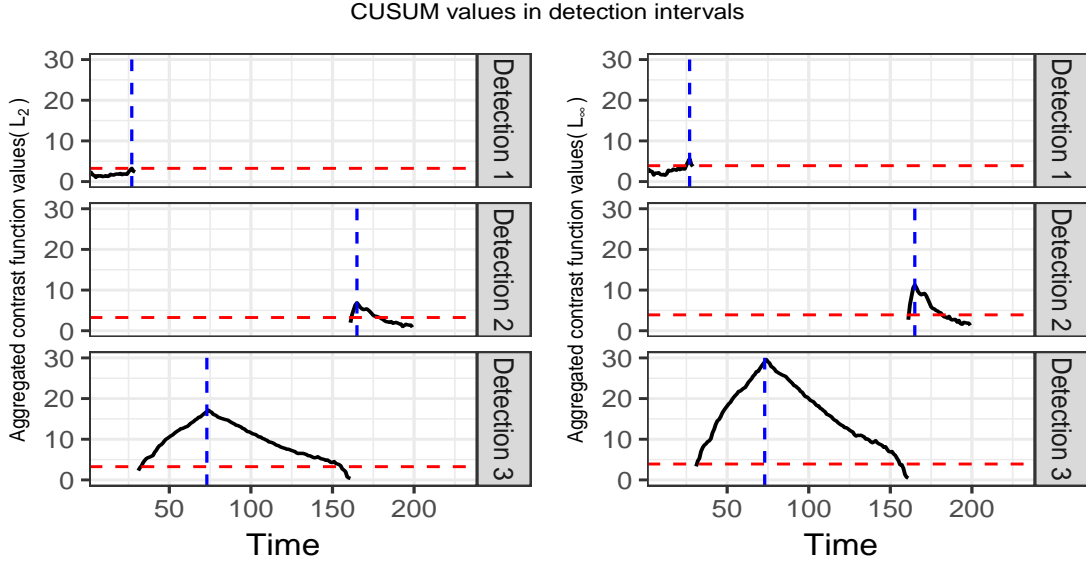 CUSUM values in detection intervals
Aggregated contrast function values( L₂ )
30
20
10
0
Detection 1
30
20
10
0
Detection 2
30
20
10
0
Detection 3
50
100
150
200
Time
Aggregated contrast function values( L∞ )
30
20
10
0
Detection 1
30
20
10
0
Detection 2
30
20
10
0
Detection 3
50
100
150
200
Time